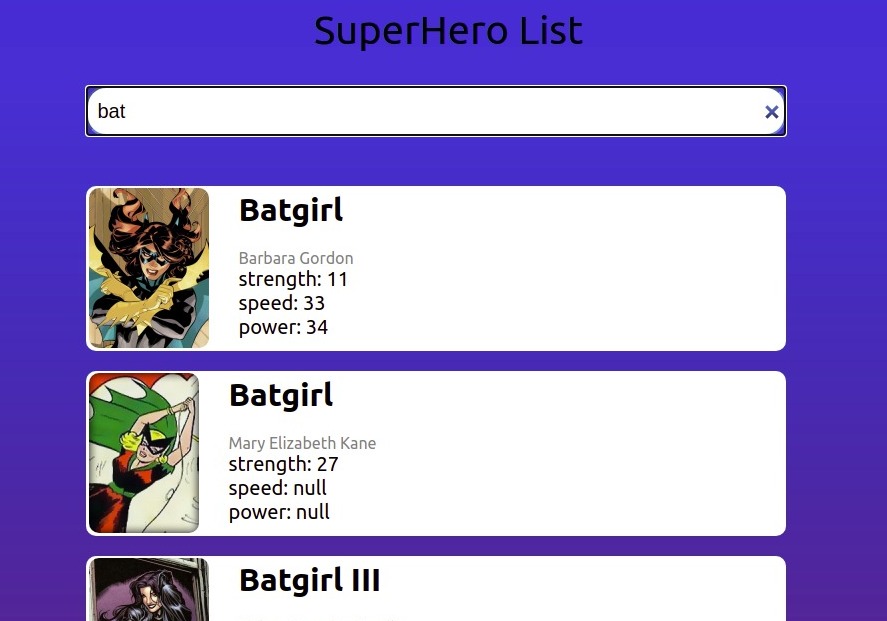 SuperHero List
bat
Batgirl
Barbara Gordon
strength: 11
speed: 33
power: 34
Batgirl
Mary Elizabeth Kane
strength: 27
speed: null
power: null
Batgirl III